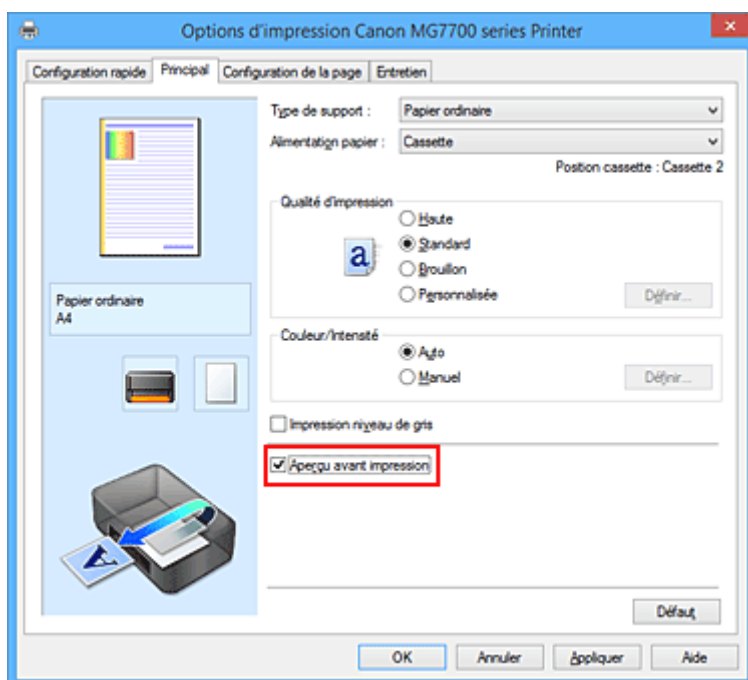 Options d'impression Canon MG7700 series Printer
Configuration rapide Principal Configuration de la page Entretien
Type de support : Papier ordinaire
Alimentation papier : Cassette
Position cassette : Cassette 2
Qualité d'impression
Haute
a
Standard
Brouillon
Personnalisée Définir...
Papier ordinaire
A4
Couleur/Intensité
Auto
Manuel Définir...
Impression niveau de gris
Aperçu avant impression
A
Défaut
OK Annuler Appliquer Aide